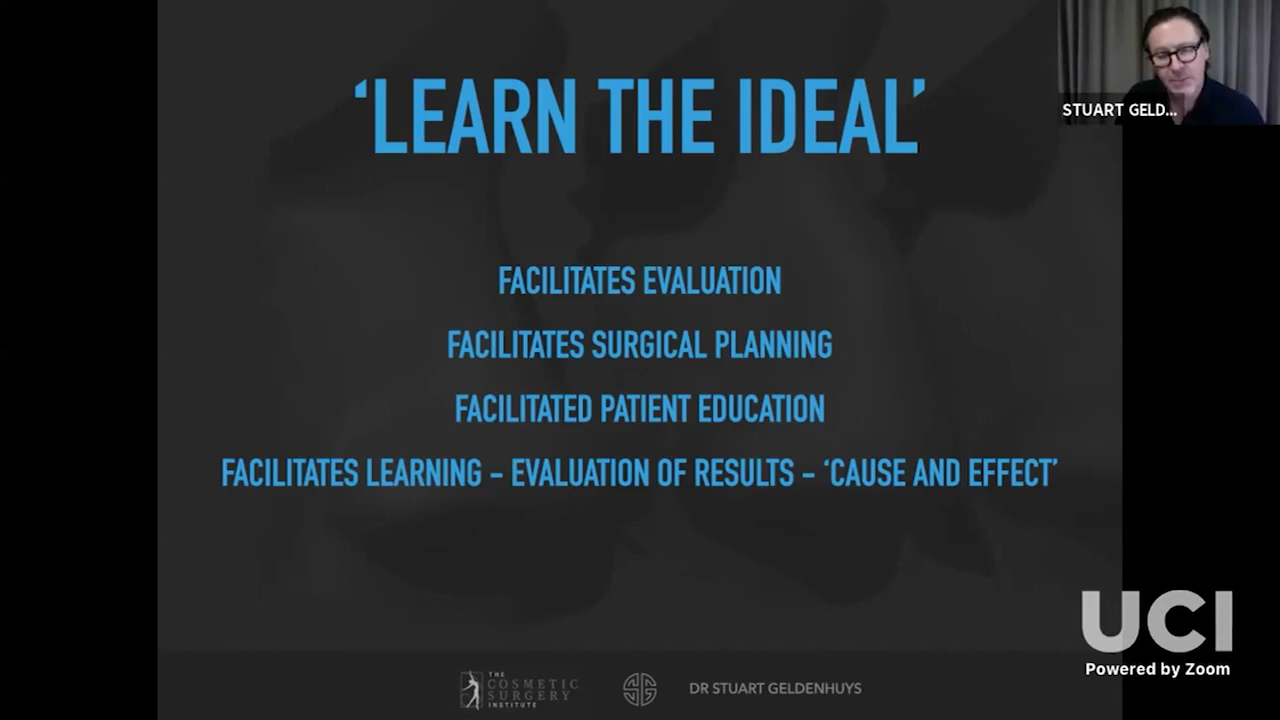 ‘LEARN THE IDEAL’
STUART GELD...
FACILITATES EVALUATION
FACILITATES SURGICAL PLANNING
FACILITATED PATIENT EDUCATION
FACILITATES LEARNING – EVALUATION OF RESULTS – ‘CAUSE AND EFFECT’
UCI
Powered by Zoom
THE
COSMETIC
SURGERY
INSTITUTE
DR STUART GELDENHUYS